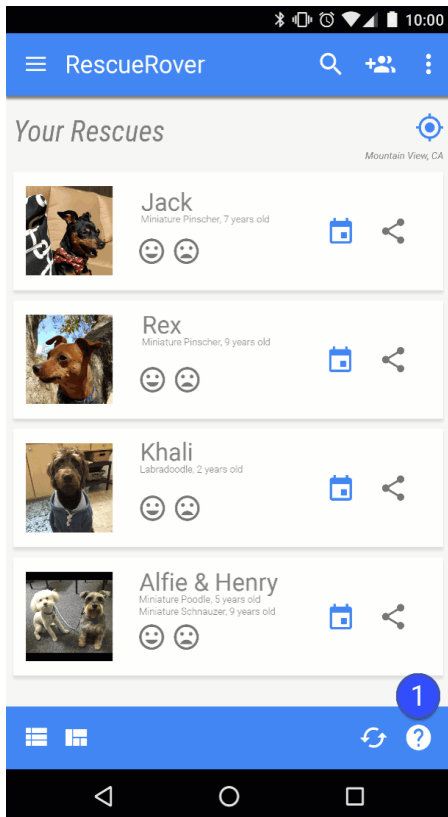 10:00
RescueRover
Your Rescues
Mountain View, CA
Jack
Miniature Pinscher, 7 years old
Rex
Miniature Pinscher, 9 years old
Khali
Labradoodle, 2 years old
Alfie & Henry
Miniature Poodle, 5 years old
Miniature Schnauzer, 9 years old
1
?